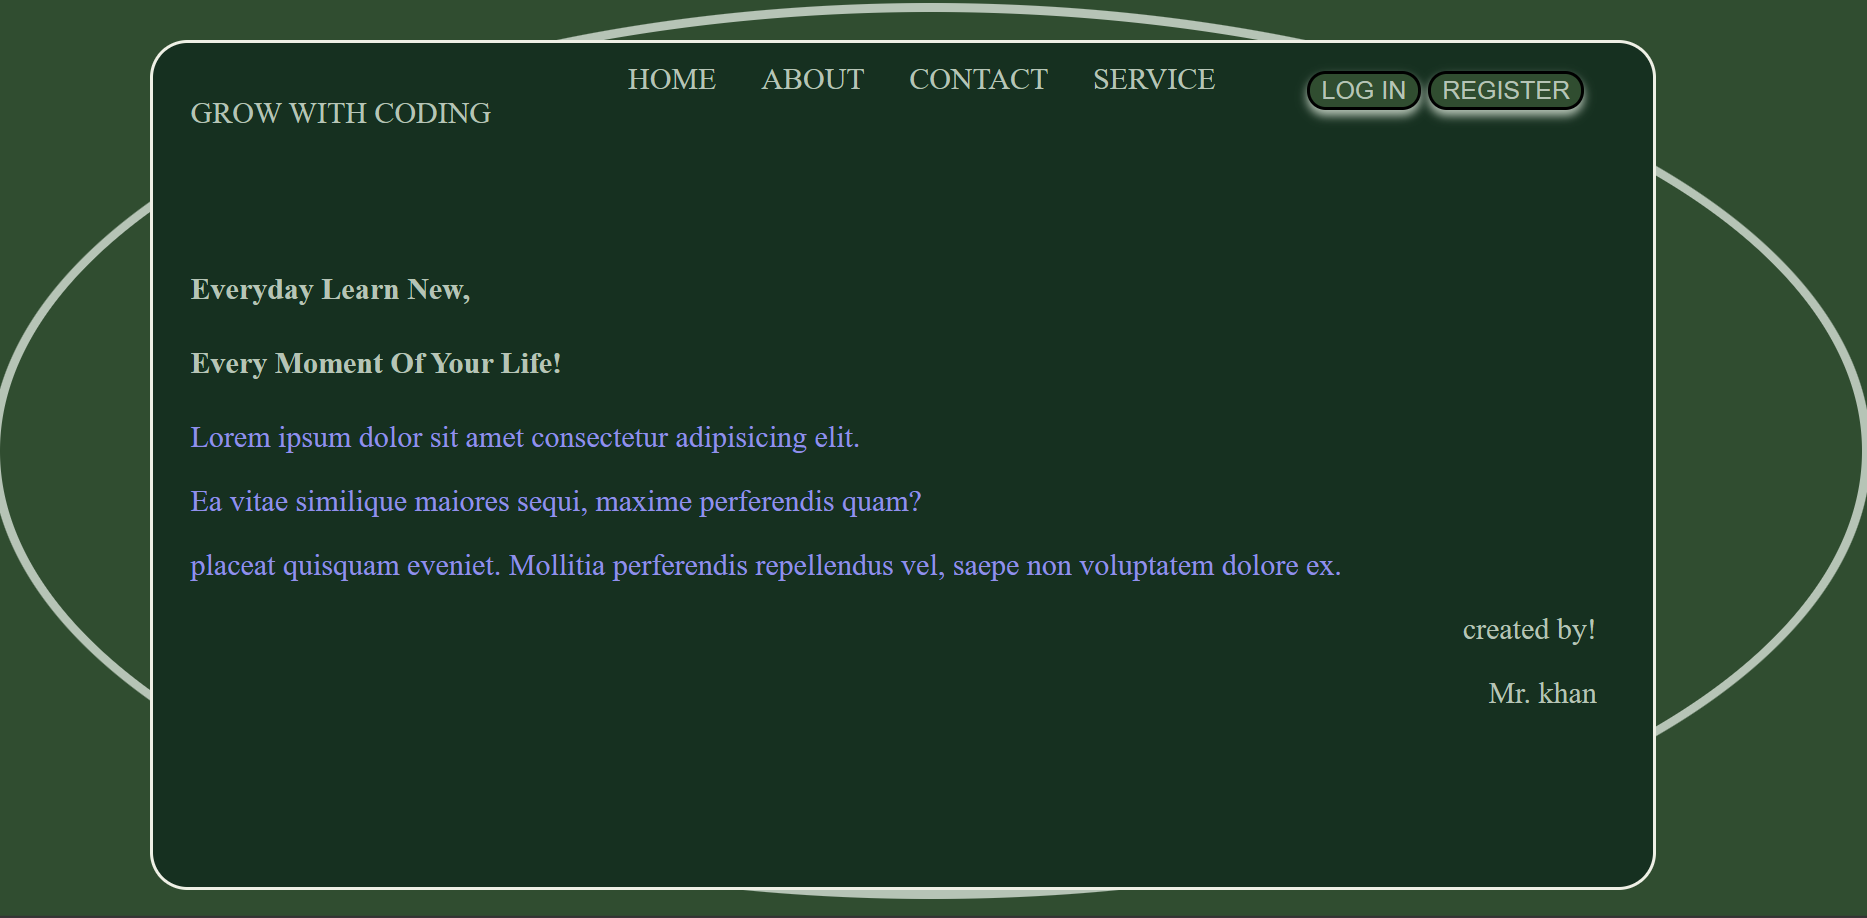 HOME ABOUT CONTACT SERVICE
LOG IN REGISTER
GROW WITH CODING
Everyday Learn New,
Every Moment Of Your Life!
Lorem ipsum dolor sit amet consectetur adipisicing elit.
Ea vitae similique maiores sequi, maxime perferendis quam?
placeat quisquam eveniet. Mollitia perferendis repellendus vel, saepe non voluptatem dolore ex.
created by!
Mr. khan